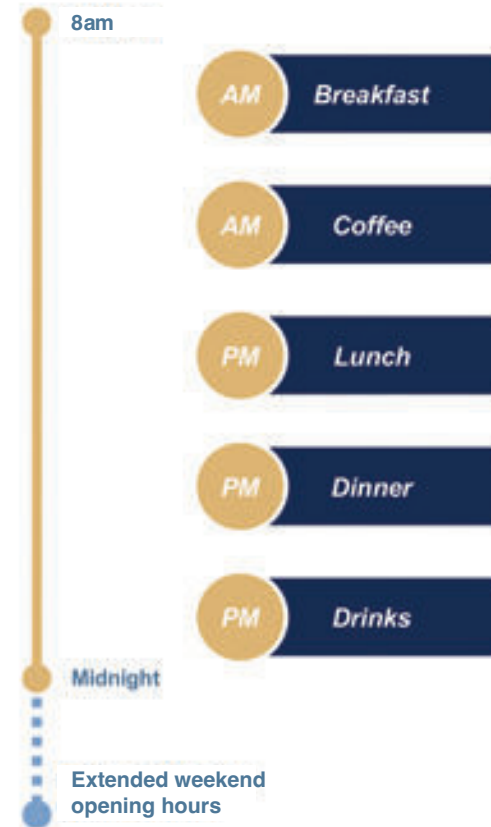 8am
AM Breakfast
AM Coffee
PM Lunch
PM Dinner
PM Drinks
Midnight
Extended weekend
opening hours